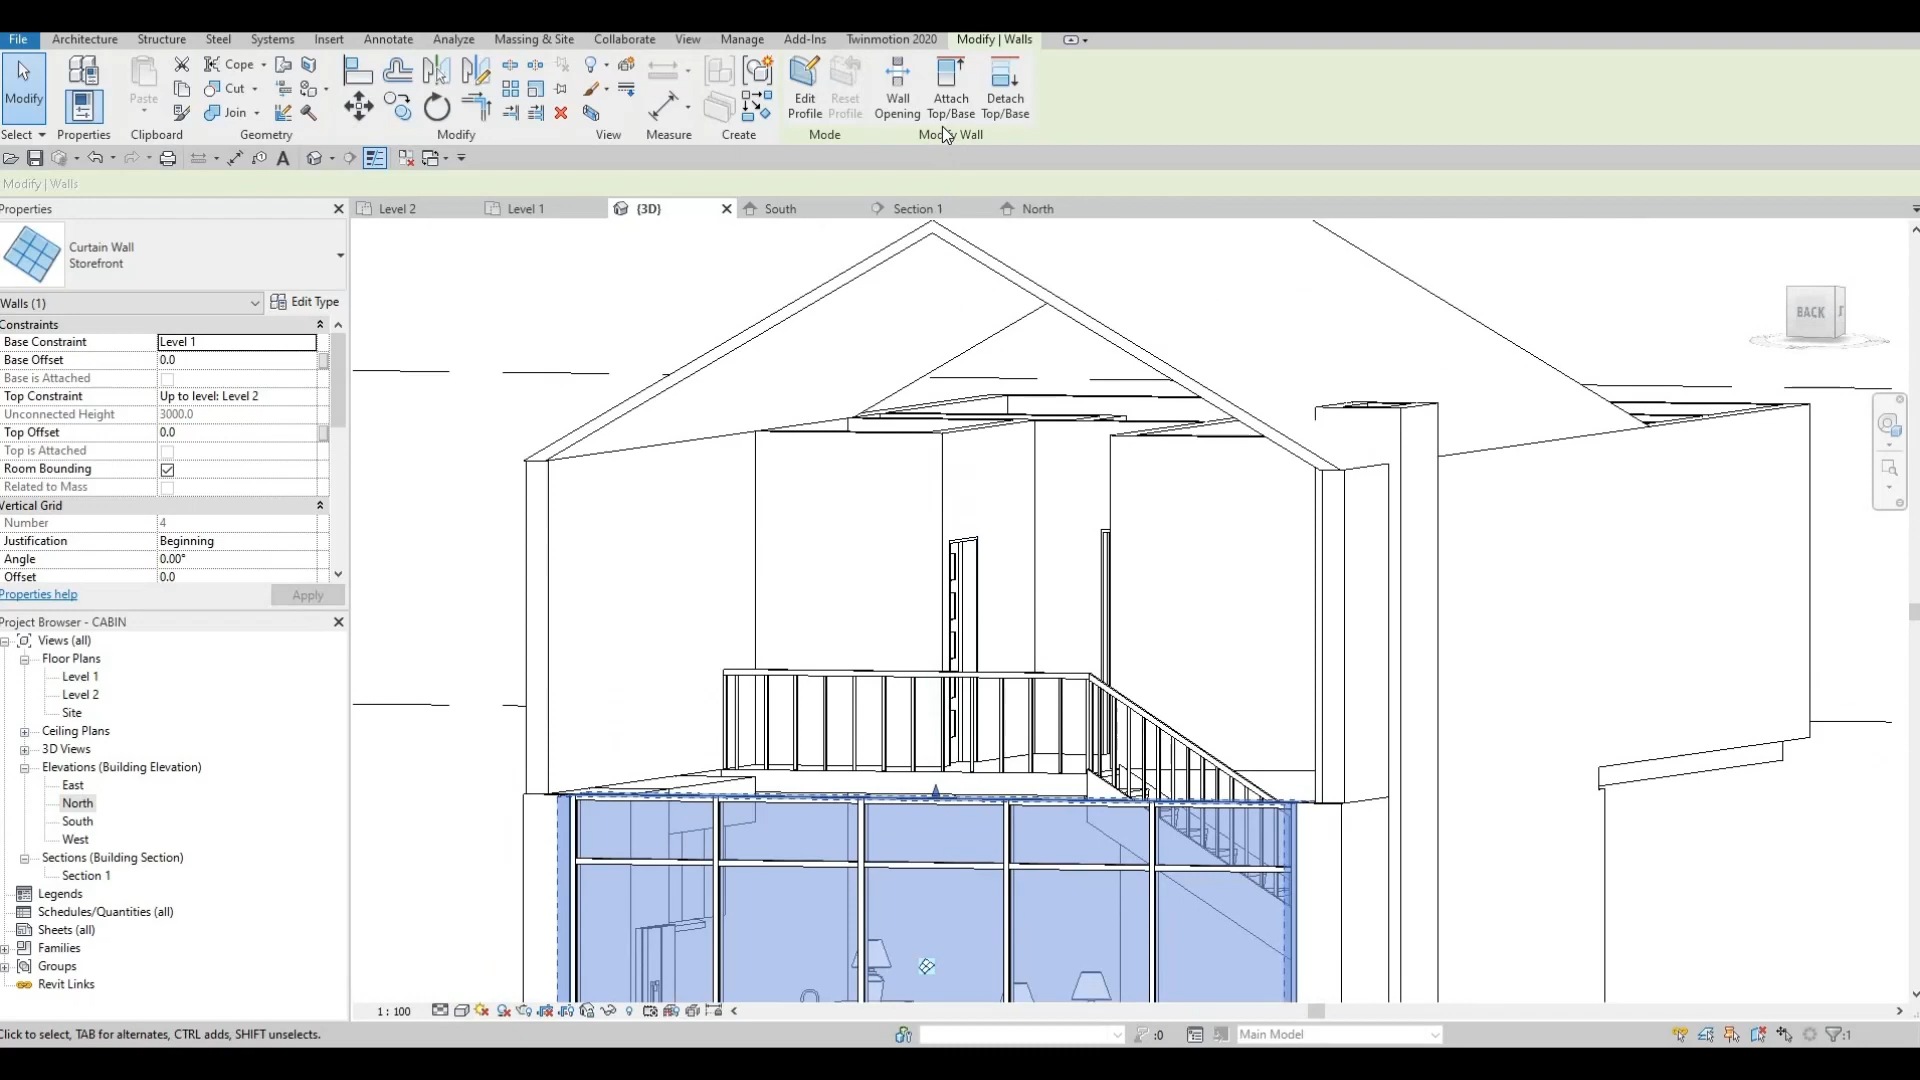 File Architecture Structure Steel Systems Insert Annotate Analyze Massing & Site Collaborate View Manage Add-Ins Twinmotion 2020 Modify | Walls
Modify
Paste
Cope
Cut
Join
Edit Profile
Reset Profile
Wall Opening
Attach Top/Base
Detach Top/Base
Select Properties Clipboard Geometry Modify View Measure Create Mode Modify Wall
Modify | Walls
Properties
Level 2 Level 1 {3D} South Section 1 North
Curtain Wall
Storefront
Walls (1) Edit Type
Constraints
Base Constraint Level 1
Base Offset 0.0
Base is Attached
Top Constraint Up to level: Level 2
Unconnected Height 3000.0
Top Offset 0.0
Top is Attached
Room Bounding
Related to Mass
Vertical Grid
Number 4
Justification Beginning
Angle 0.00°
Offset 0.0
Properties help Apply
Project Browser - CABIN
Views (all)
Floor Plans
Level 1
Level 2
Site
Ceiling Plans
3D Views
Elevations (Building Elevation)
East
North
South
West
Sections (Building Section)
Section 1
Legends
Schedules/Quantities (all)
Sheets (all)
Families
Groups
Revit Links
BACK
1 : 100
Click to select, TAB for alternates, CTRL adds, SHIFT unselects.
:0
Main Model
:1